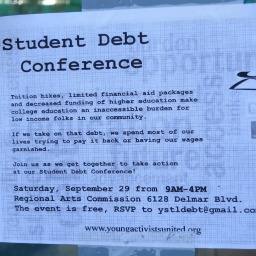 Student Debt
Conference
Tuition hikes, limited financial aid packages
and decreased funding of higher education make
college education an inaccessible burden for
low income folks in our community.
If we take on that debt, we spend most of our
lives trying to pay it back or having our wages
garnished.
Join us as we get together to take action
at our Student Debt Conference!
Saturday, September 29 from 9AM-4PM
Regional Arts Commission 6128 Delmar Blvd.
The event is free, RSVP to ystldebt@gmail.co
www.youngactivistsunited.org